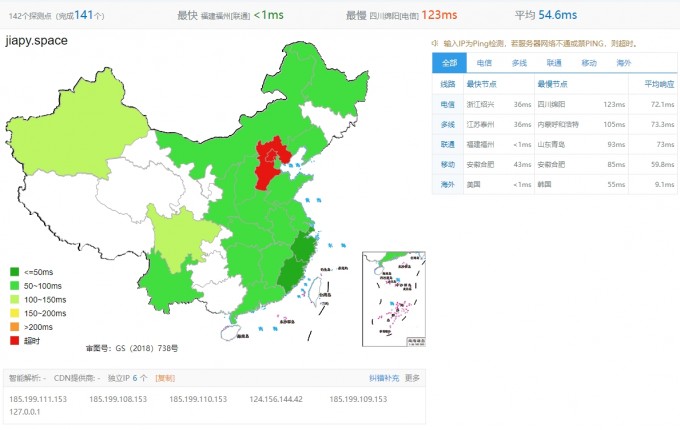 142个探测点 (完成141个) 最快 福建福州[联通] <1ms 最慢 四川绵阳[电信] 123ms 平均 54.6ms
jiapy.space
输入IP为Ping检测，若服务器网络不通或禁PING，则超时。
全部 电信 多线 联通 移动 海外
线路 最快节点 最慢节点 平均响应
电信 浙江绍兴 36ms 四川绵阳 123ms 72.1ms
多线 江苏泰州 36ms 内蒙呼和浩特 105ms 73.3ms
联通 福建福州 <1ms 山东青岛 93ms 73ms
移动 安徽合肥 43ms 安徽合肥 85ms 59.8ms
海外 美国 <1ms 韩国 55ms 9.1ms
<=50ms
50~100ms
100~150ms
150~200ms
>200ms
超时
审图号：GS（2018）738号
智能解析: - CDN提供商: - 独立IP 6 个 [复制] 纠错补充 更多
185.199.111.153 185.199.108.153 185.199.110.153 124.156.144.42 185.199.109.153
127.0.0.1